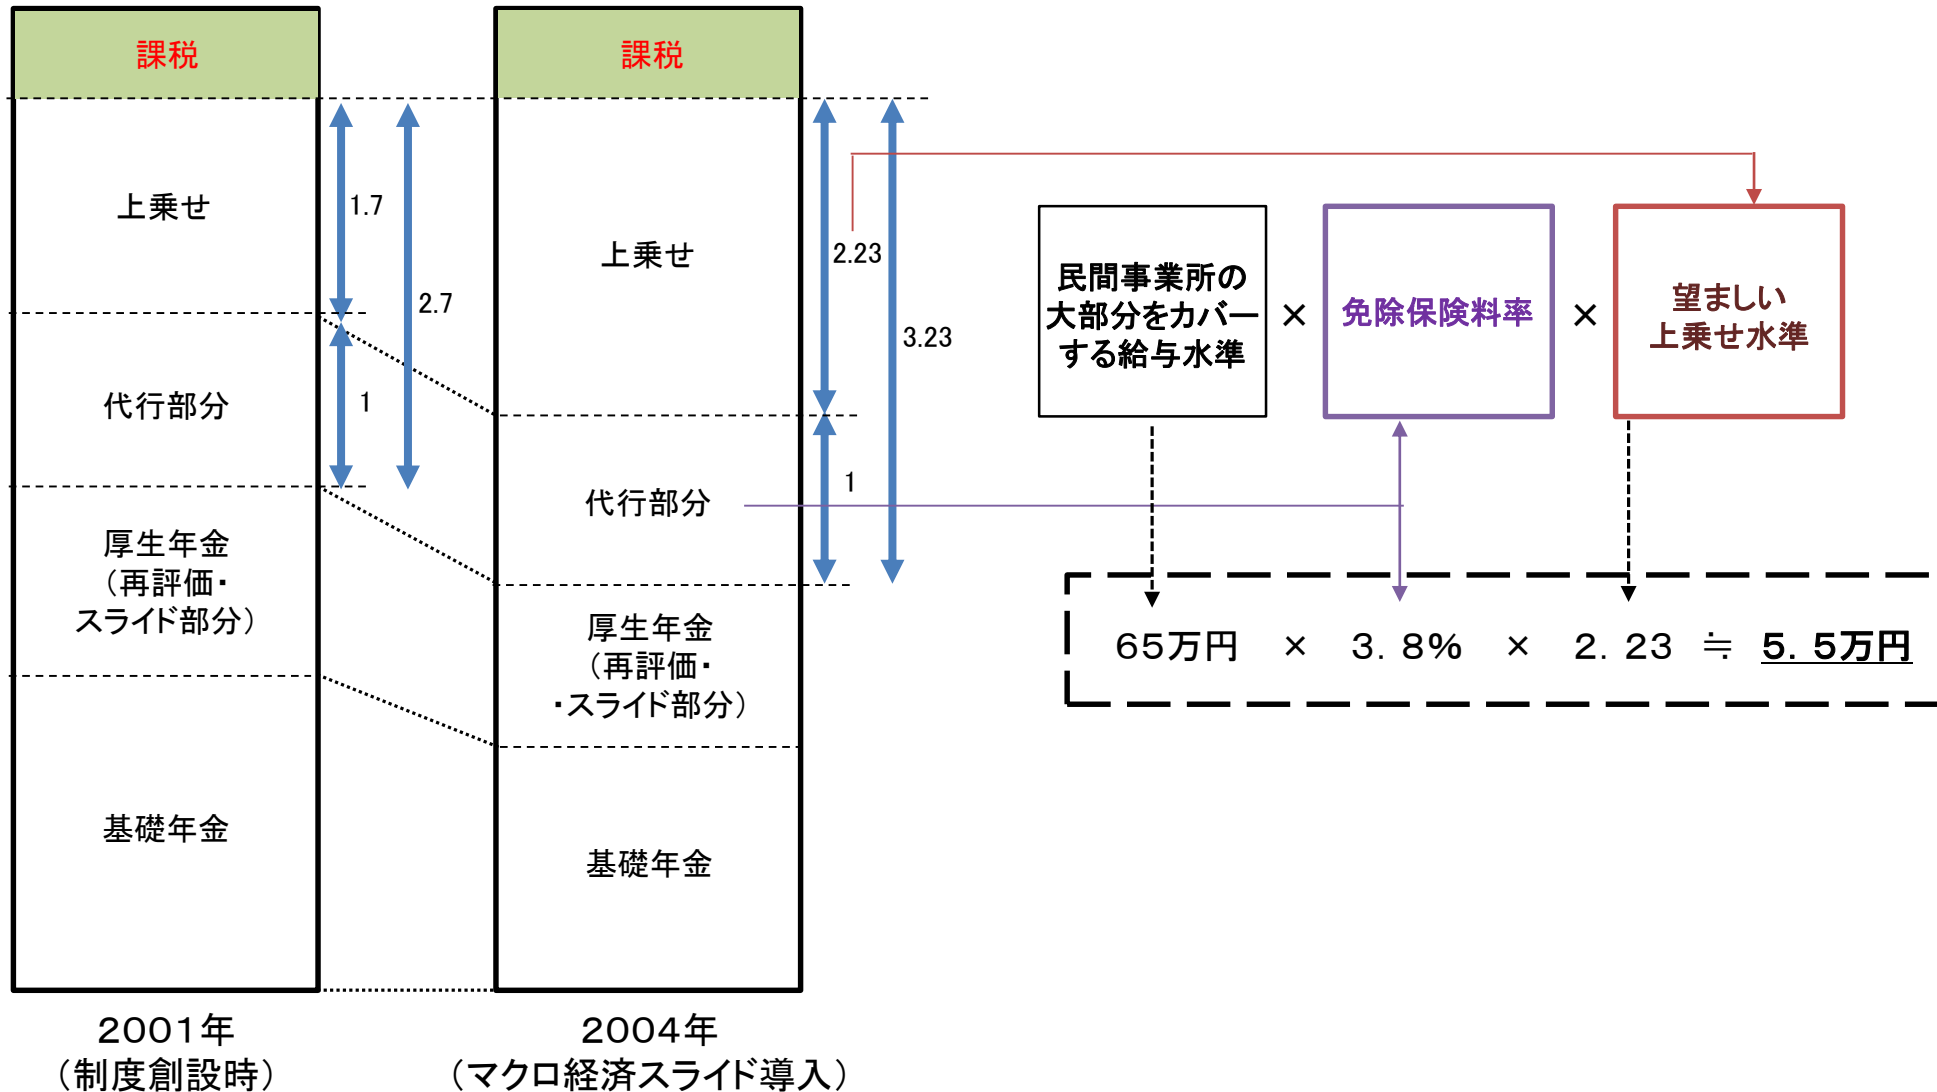 課税
上乗せ
代行部分
厚生年金
（再評価・
スライド部分）
基礎年金
2001年
（制度創設時）
1.7
1
2.7
課税
上乗せ
代行部分
厚生年金
（再評価・
・スライド部分）
基礎年金
2004年
（マクロ経済スライド導入）
2.23
1
3.23
民間事業所の
大部分をカバー
する給与水準
×
免除保険料率
×
望ましい
上乗せ水準
65万円 × 3．8% × 2．23 ≒ 5．5万円